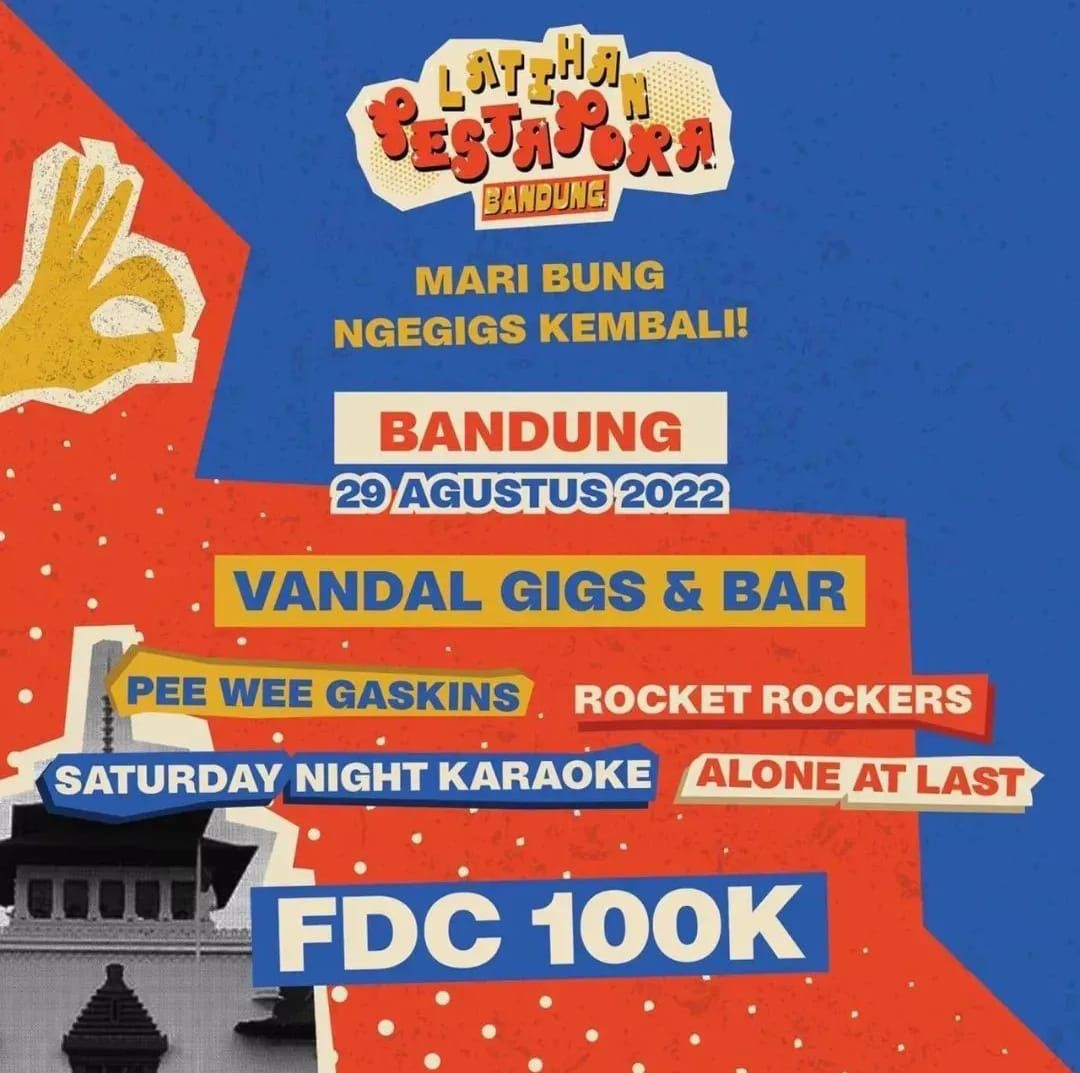 LATIHAN
PESTAPORA
BANDUNG
MARI BUNG
NGEGIGS KEMBALI!
BANDUNG
29 AGUSTUS 2022
VANDAL GIGS & BAR
PEE WEE GASKINS
ROCKET ROCKERS
SATURDAY NIGHT KARAOKE
ALONE AT LAST
FDC 100K